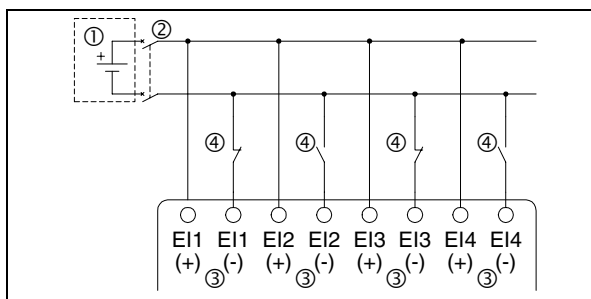 ① ②
+
④ ④ ④ ④
EI1 EI1 EI2 EI2 EI3 EI3 EI4 EI4
(+) ③ (-) (+) ③ (-) (+) ③ (-) (+) ③ (-)